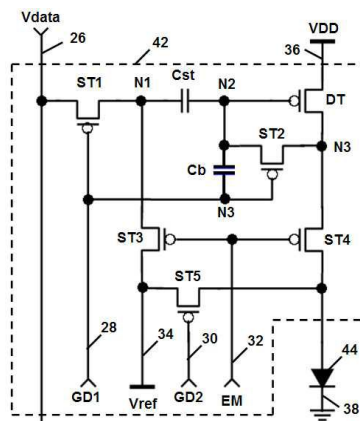 Vdata
26
42
36
VDD
ST1
N1
Cst
N2
DT
ST2
N3
Cb
N3
ST3
ST4
ST5
28
34
30
32
44
38
GD1
Vref
GD2
EM